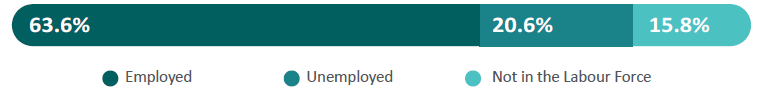 63.6% 20.6% 15.8%
Employed Unemployed Not in the Labour Force